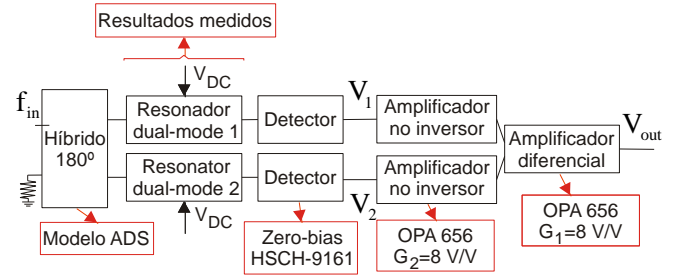 Resultados medidos
V_DC
V_1
f_in
V_out
Híbrido
180º
Resonador
dual-mode 1
Detector
Amplificador
no inversor
Amplificador
diferencial
Resonator
dual-mode 2
Detector
Amplificador
no inversor
V_DC
V_2
Modelo ADS
Zero-bias
HSCH-9161
OPA 656
G_2=8 V/V
OPA 656
G_1=8 V/V